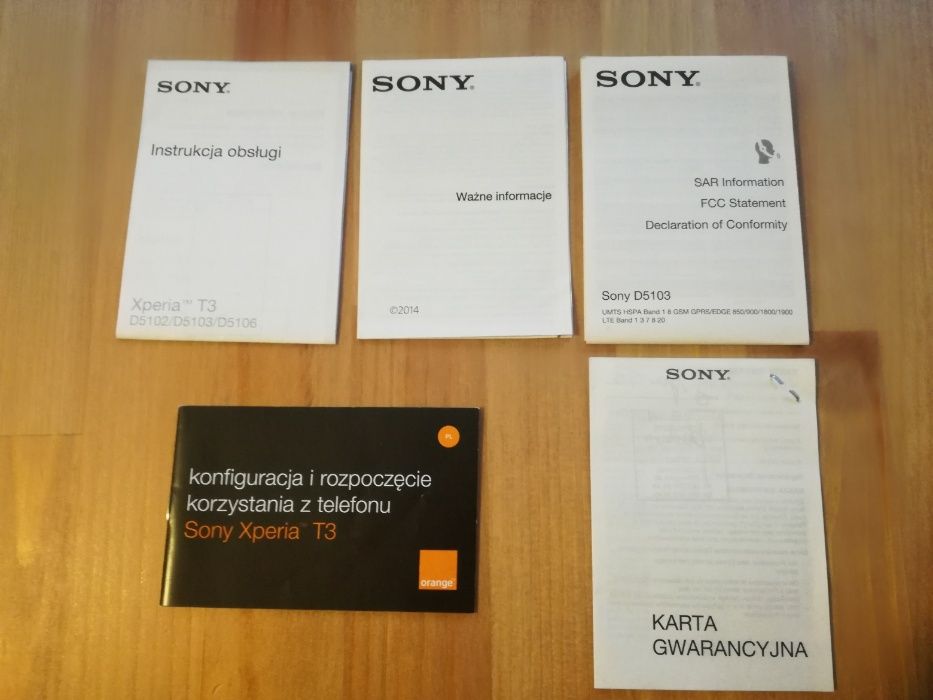 SONY
Instrukcja obsługi
Xperia™ T3
D5102/D5103/D5106
SONY
Ważne informacje
©2014
SONY
SAR Information
FCC Statement
Declaration of Conformity
Sony D5103
UMTS HSPA Band 1 8 GSM GPRS/EDGE 850/900/1800/1900
LTE Band 1 3 7 8 20
PL
konfiguracja i rozpoczęcie
korzystania z telefonu
Sony Xperia™ T3
orange™
SONY
KARTA
GWARANCYJNA